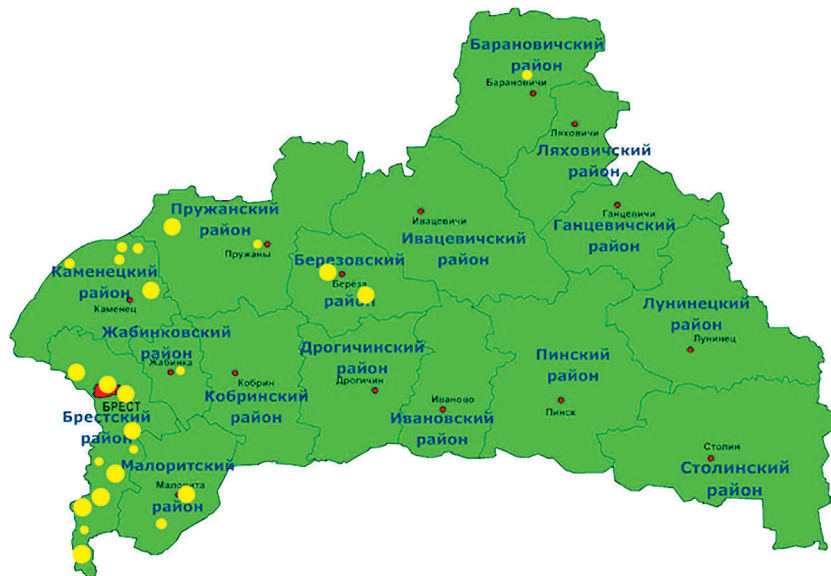 Барановичский
район
Барановичи
Ляховичи
Ляховичский
район
Пружанский
район
Пружаны
Ивацевичи
Ивацевичский
район
Ганцевичи
Ганцевичский
район
Березовский
Берёза
район
Каменецкий
район
Каменец
Лунинецкий
район
Лунинец
Жабинковский
район
Жабинка
Кобрин
Кобринский
район
Дрогичинский
район
Дрогичин
Иваново
Ивановский
район
Пинский
район
Пинск
БРЕСТ
Брестский
район
Малоритский
Малорита
район
Столин
Столинский
район